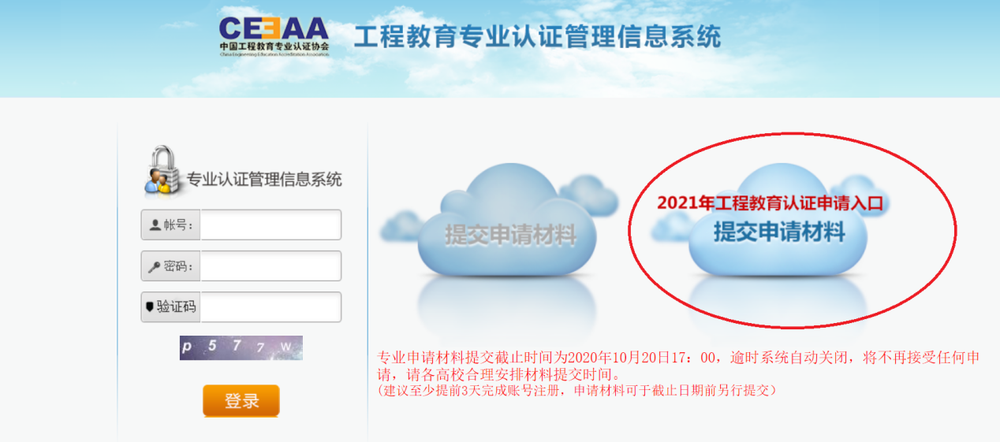 CEEAA
中国工程教育专业认证协会
China Engineering Education Accreditation Association
工程教育专业认证管理信息系统
专业认证管理信息系统
帐号：
密码：
验证码
p 5 7 7 w
登录
提交申请材料
2021年工程教育认证申请入口
提交申请材料
专业申请材料提交截止时间为2020年10月20日17：00，逾时系统自动关闭，将不再接受任何申
请，请各高校合理安排材料提交时间。
(建议至少提前3天完成账号注册，申请材料可于截止日期前另行提交）